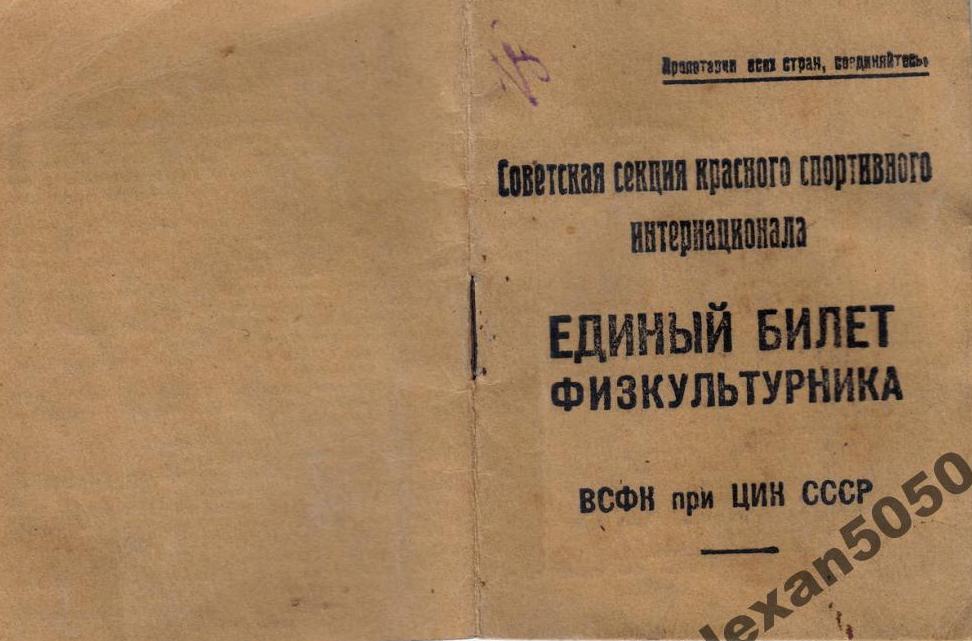 Пролетарии всех стран, соединяйтесь
Советская секция красного спортивного
интернационала
ЕДИНЫЙ БИЛЕТ
ФИЗКУЛЬТУРНИКА
ВСФК при ЦИК СССР
lexan5050